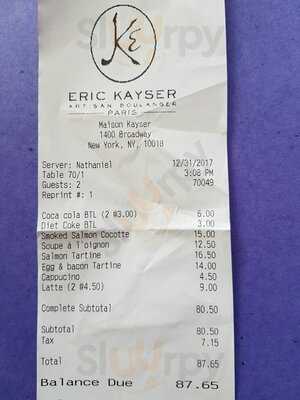 KE
ERIC KAYSER
ARTISAN BOULANGER
PARIS
Maison Kayser
1400 Broadway
New York, NY, 10018
Server: Nathaniel 12/31/2017
Table 70/1 3:08 PM
Guests: 2 70049
Reprint #: 1
Coca cola BTL (2 @3.00) 6.00
Diet Coke BTL 3.00
Smoked Salmon Cocotte 15.00
Soupe à l'oignon 12.50
Salmon Tartine 16.50
Egg & bacon Tartine 14.00
Cappucino 4.50
Latte (2 @4.50) 9.00
Complete Subtotal 80.50
Subtotal 80.50
Tax 7.15
Total 87.65
Balance Due 87.65
Sluurpy
Sluurpy